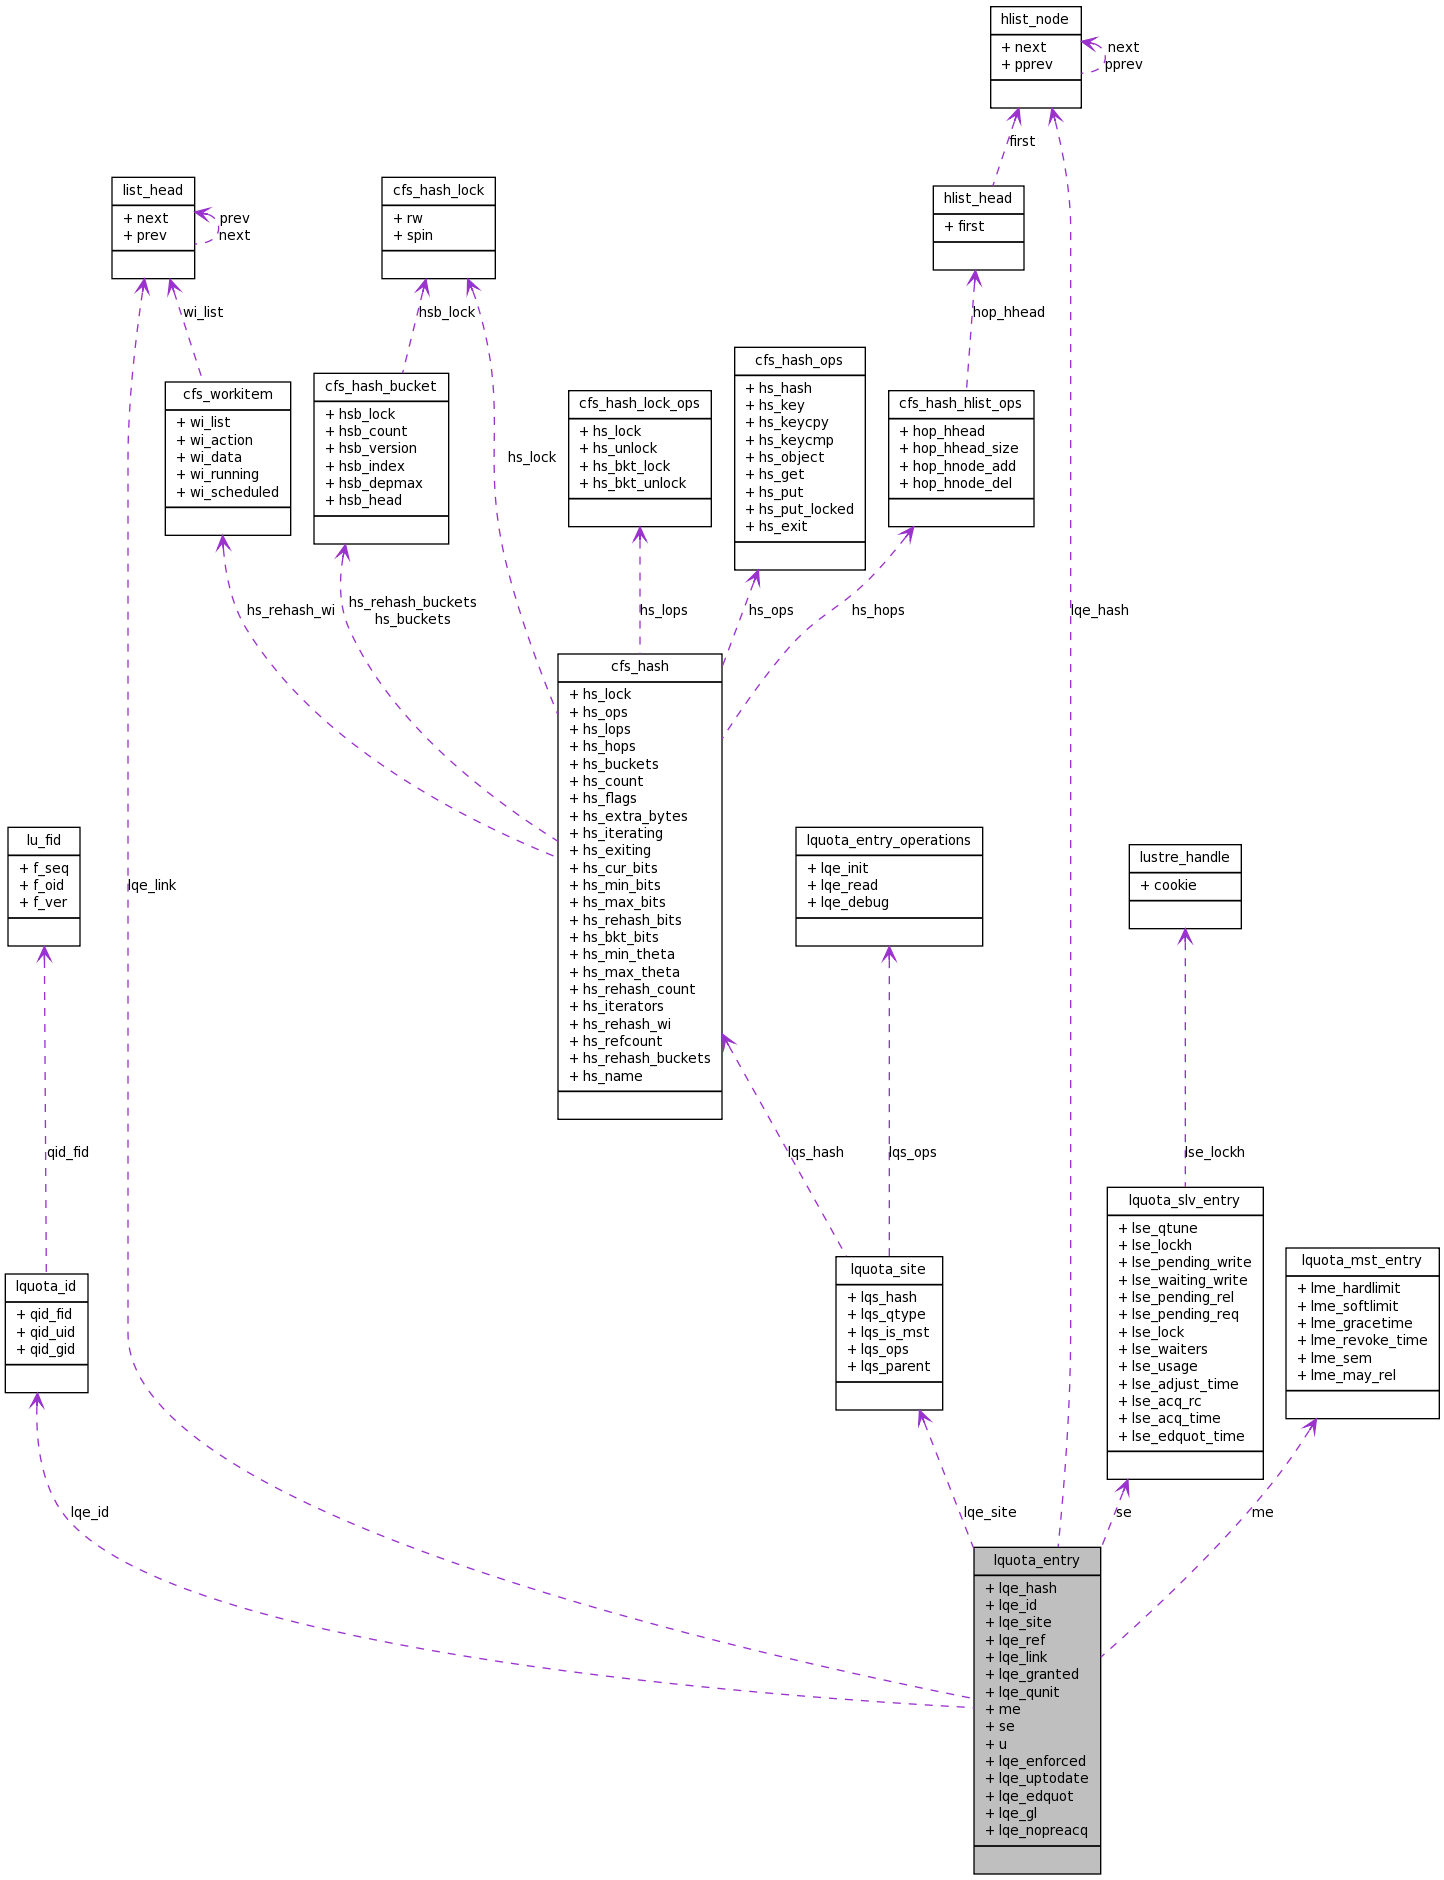 hlist_node
+ next
+ pprev
next
pprev
first
list_head
+ next
+ prev
prev
next
cfs_hash_lock
+ rw
+ spin
hlist_head
+ first
wi_list
hsb_lock
hop_hhead
cfs_workitem
+ wi_list
+ wi_action
+ wi_data
+ wi_running
+ wi_scheduled
cfs_hash_bucket
+ hsb_lock
+ hsb_count
+ hsb_version
+ hsb_index
+ hsb_depmax
+ hsb_head
hs_lock
cfs_hash_lock_ops
+ hs_lock
+ hs_unlock
+ hs_bkt_lock
+ hs_bkt_unlock
cfs_hash_ops
+ hs_hash
+ hs_key
+ hs_keycpy
+ hs_keycmp
+ hs_object
+ hs_get
+ hs_put
+ hs_put_locked
+ hs_exit
cfs_hash_hlist_ops
+ hop_hhead
+ hop_hhead_size
+ hop_hnode_add
+ hop_hnode_del
hs_rehash_wi
hs_rehash_buckets
hs_buckets
hs_lops
hs_ops
hs_hops
lqe_hash
cfs_hash
+ hs_lock
+ hs_ops
+ hs_lops
+ hs_hops
+ hs_buckets
+ hs_count
+ hs_flags
+ hs_extra_bytes
+ hs_iterating
+ hs_exiting
+ hs_cur_bits
+ hs_min_bits
+ hs_max_bits
+ hs_rehash_bits
+ hs_bkt_bits
+ hs_min_theta
+ hs_max_theta
+ hs_rehash_count
+ hs_iterators
+ hs_rehash_wi
+ hs_refcount
+ hs_rehash_buckets
+ hs_name
lu_fid
+ f_seq
+ f_oid
+ f_ver
lqe_link
lquota_entry_operations
+ lqe_init
+ lqe_read
+ lqe_debug
lustre_handle
+ cookie
qid_fid
lqs_hash
lqs_ops
lse_lockh
lquota_id
+ qid_fid
+ qid_uid
+ qid_gid
lquota_site
+ lqs_hash
+ lqs_qtype
+ lqs_is_mst
+ lqs_ops
+ lqs_parent
lquota_slv_entry
+ lse_qtune
+ lse_lockh
+ lse_pending_write
+ lse_waiting_write
+ lse_pending_rel
+ lse_pending_req
+ lse_lock
+ lse_waiters
+ lse_usage
+ lse_adjust_time
+ lse_acq_rc
+ lse_acq_time
+ lse_edquot_time
lquota_mst_entry
+ lme_hardlimit
+ lme_softlimit
+ lme_gracetime
+ lme_revoke_time
+ lme_sem
+ lme_may_rel
lqe_id
lqe_site
se
me
lquota_entry
+ lqe_hash
+ lqe_id
+ lqe_site
+ lqe_ref
+ lqe_link
+ lqe_granted
+ lqe_qunit
+ me
+ se
+ u
+ lqe_enforced
+ lqe_uptodate
+ lqe_edquot
+ lqe_gl
+ lqe_nopreacq